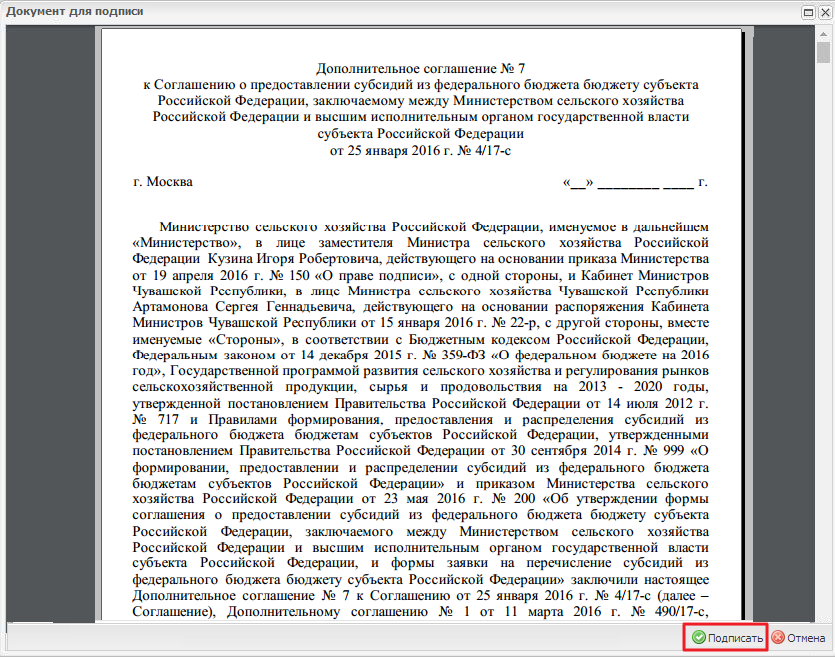 Документ для подписи
Дополнительное соглашение № 7
к Соглашению о предоставлении субсидий из федерального бюджета бюджету субъекта
Российской Федерации, заключаемому между Министерством сельского хозяйства
Российской Федерации и высшим исполнительным органом государственной власти
субъекта Российской Федерации
от 25 января 2016 г. № 4/17-с
г. Москва «__» ________ ____ г.
Министерство сельского хозяйства Российской Федерации, именуемое в дальнейшем
«Министерство», в лице заместителя Министра сельского хозяйства Российской
Федерации Кузина Игоря Робертовича, действующего на основании приказа Министерства
от 19 апреля 2016 г. № 150 «О праве подписи», с одной стороны, и Кабинет Министров
Чувашской Республики, в лице Министра сельского хозяйства Чувашской Республики
Артамонова Сергея Геннадьевича, действующего на основании распоряжения Кабинета
Министров Чувашской Республики от 15 января 2016 г. № 22-р, с другой стороны, вместе
именуемые «Стороны», в соответствии с Бюджетным кодексом Российской Федерации,
Федеральным законом от 14 декабря 2015 г. № 359-ФЗ «О федеральном бюджете на 2016
год», Государственной программой развития сельского хозяйства и регулирования рынков
сельскохозяйственной продукции, сырья и продовольствия на 2013 - 2020 годы,
утвержденной постановлением Правительства Российской Федерации от 14 июля 2012 г.
№ 717 и Правилами формирования, предоставления и распределения субсидий из
федерального бюджета бюджетам субъектов Российской Федерации, утвержденными
постановлением Правительства Российской Федерации от 30 сентября 2014 г. № 999 «О
формировании, предоставлении и распределении субсидий из федерального бюджета
бюджетам субъектов Российской Федерации» и приказом Министерства сельского
хозяйства Российской Федерации от 23 мая 2016 г. № 200 «Об утверждении формы
соглашения о предоставлении субсидий из федерального бюджета бюджету субъекта
Российской Федерации, заключаемого между Министерством сельского хозяйства
Российской Федерации и высшим исполнительным органом государственной власти
субъекта Российской Федерации, и формы заявки на перечисление субсидий из
федерального бюджета бюджету субъекта Российской Федерации» заключили настоящее
Дополнительное соглашение № 7 к Соглашению от 25 января 2016 г. № 4/17-с (далее –
Соглашение), Дополнительному соглашению № 1 от 11 марта 2016 г. № 490/17-с,
Подписать Отмена